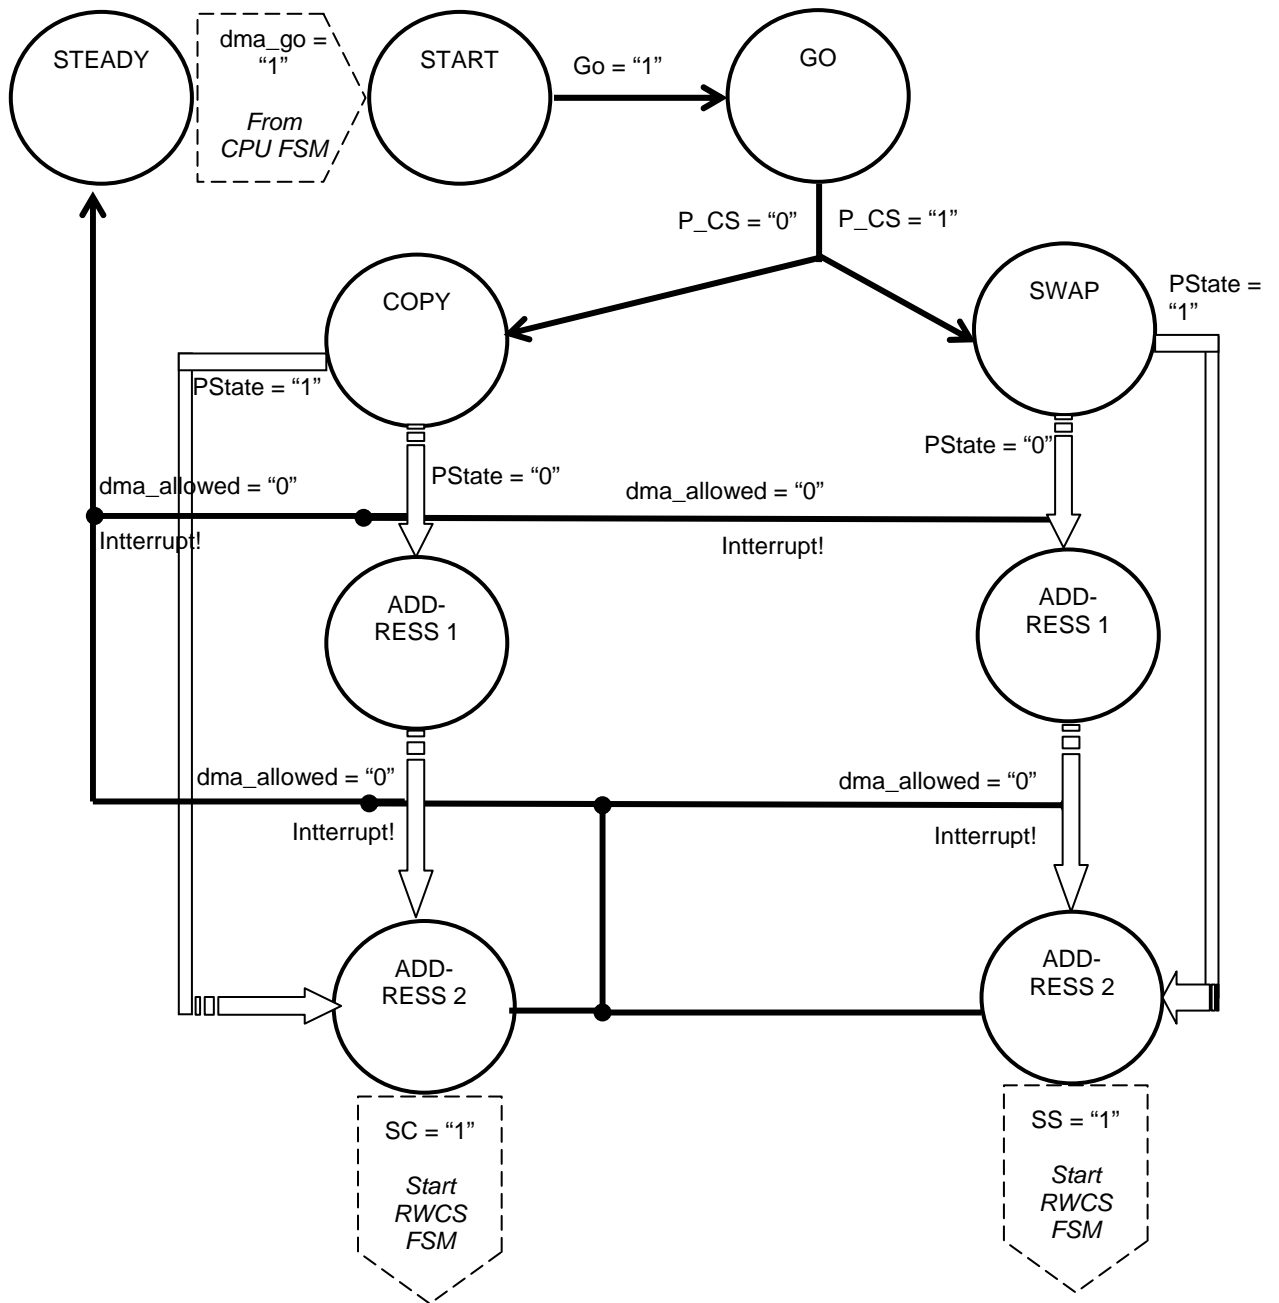 STEADY
dma_go =
“1”
From
CPU FSM
START
Go = “1”
GO
P_CS = “0”
P_CS = “1”
COPY
SWAP
PState =
“1”
PState = “1”
PState = “0”
PState = “0”
dma_allowed = “0”
dma_allowed = “0”
Intterrupt!
Intterrupt!
ADD-
RESS 1
ADD-
RESS 1
dma_allowed = “0”
dma_allowed = “0”
Intterrupt!
Intterrupt!
ADD-
RESS 2
ADD-
RESS 2
SC = “1”
Start
RWCS
FSM
SS = “1”
Start
RWCS
FSM